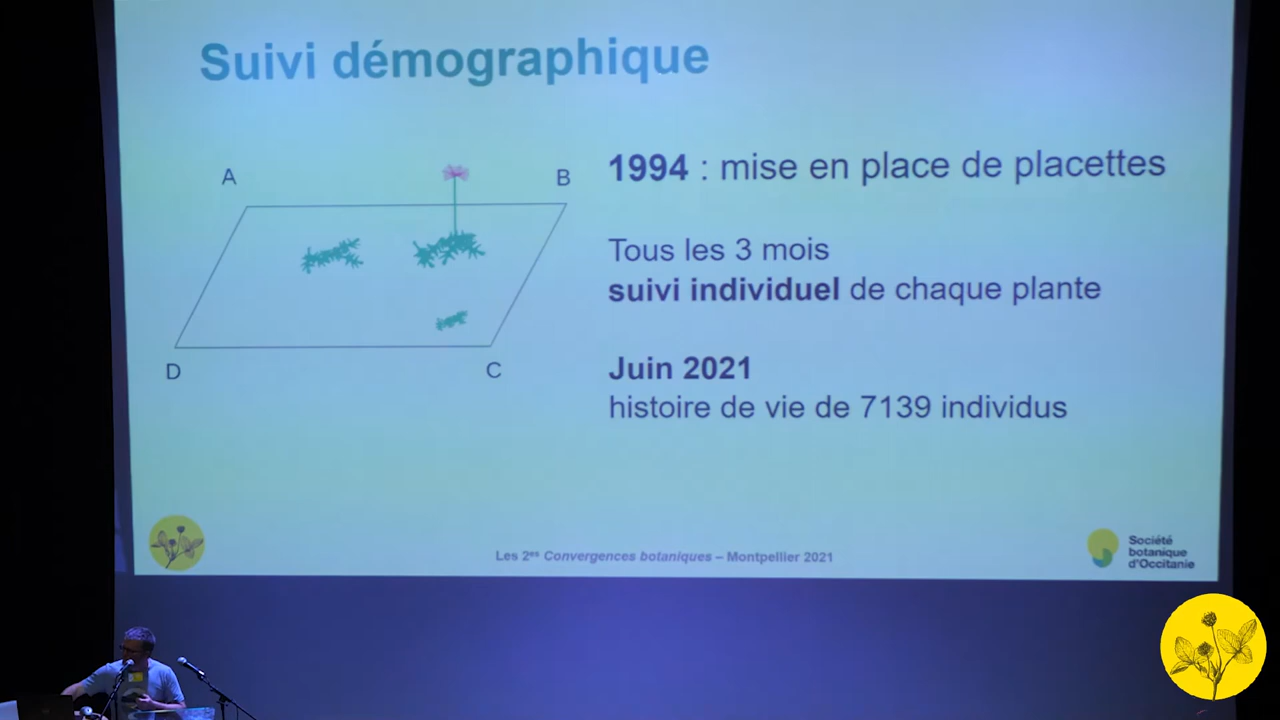 Suivi démographique
A
B
D
C
1994 : mise en place de placettes
Tous les 3 mois
suivi individuel de chaque plante
Juin 2021
histoire de vie de 7139 individus
Les 2es Convergences botaniques – Montpellier 2021
Société
botanique
d'Occitanie